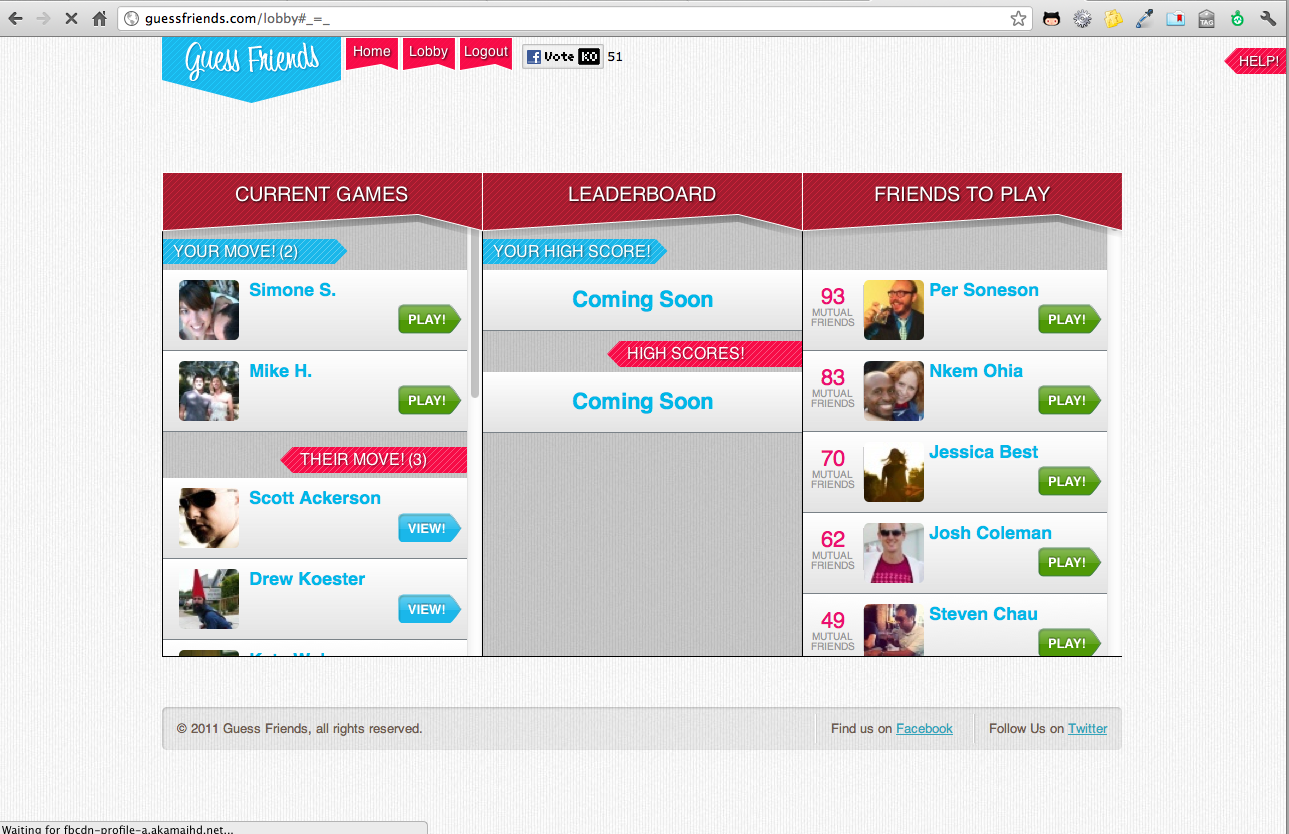 guessfriends.com/lobby#_=_
TAG
Guess Friends
Home
Lobby
Logout
Vote KO
51
HELP!
CURRENT GAMES
LEADERBOARD
FRIENDS TO PLAY
YOUR MOVE! (2)
Simone S.
PLAY!
Mike H.
PLAY!
THEIR MOVE! (3)
Scott Ackerson
VIEW!
Drew Koester
VIEW!
YOUR HIGH SCORE!
Coming Soon
HIGH SCORES!
Coming Soon
93
MUTUAL
FRIENDS
Per Soneson
PLAY!
83
MUTUAL
FRIENDS
Nkem Ohia
PLAY!
70
MUTUAL
FRIENDS
Jessica Best
PLAY!
62
MUTUAL
FRIENDS
Josh Coleman
PLAY!
49
MUTUAL
FRIENDS
Steven Chau
PLAY!
© 2011 Guess Friends, all rights reserved.
Find us on Facebook
Follow Us on Twitter
Waiting for fbcdn-profile-a.akamaihd.net...